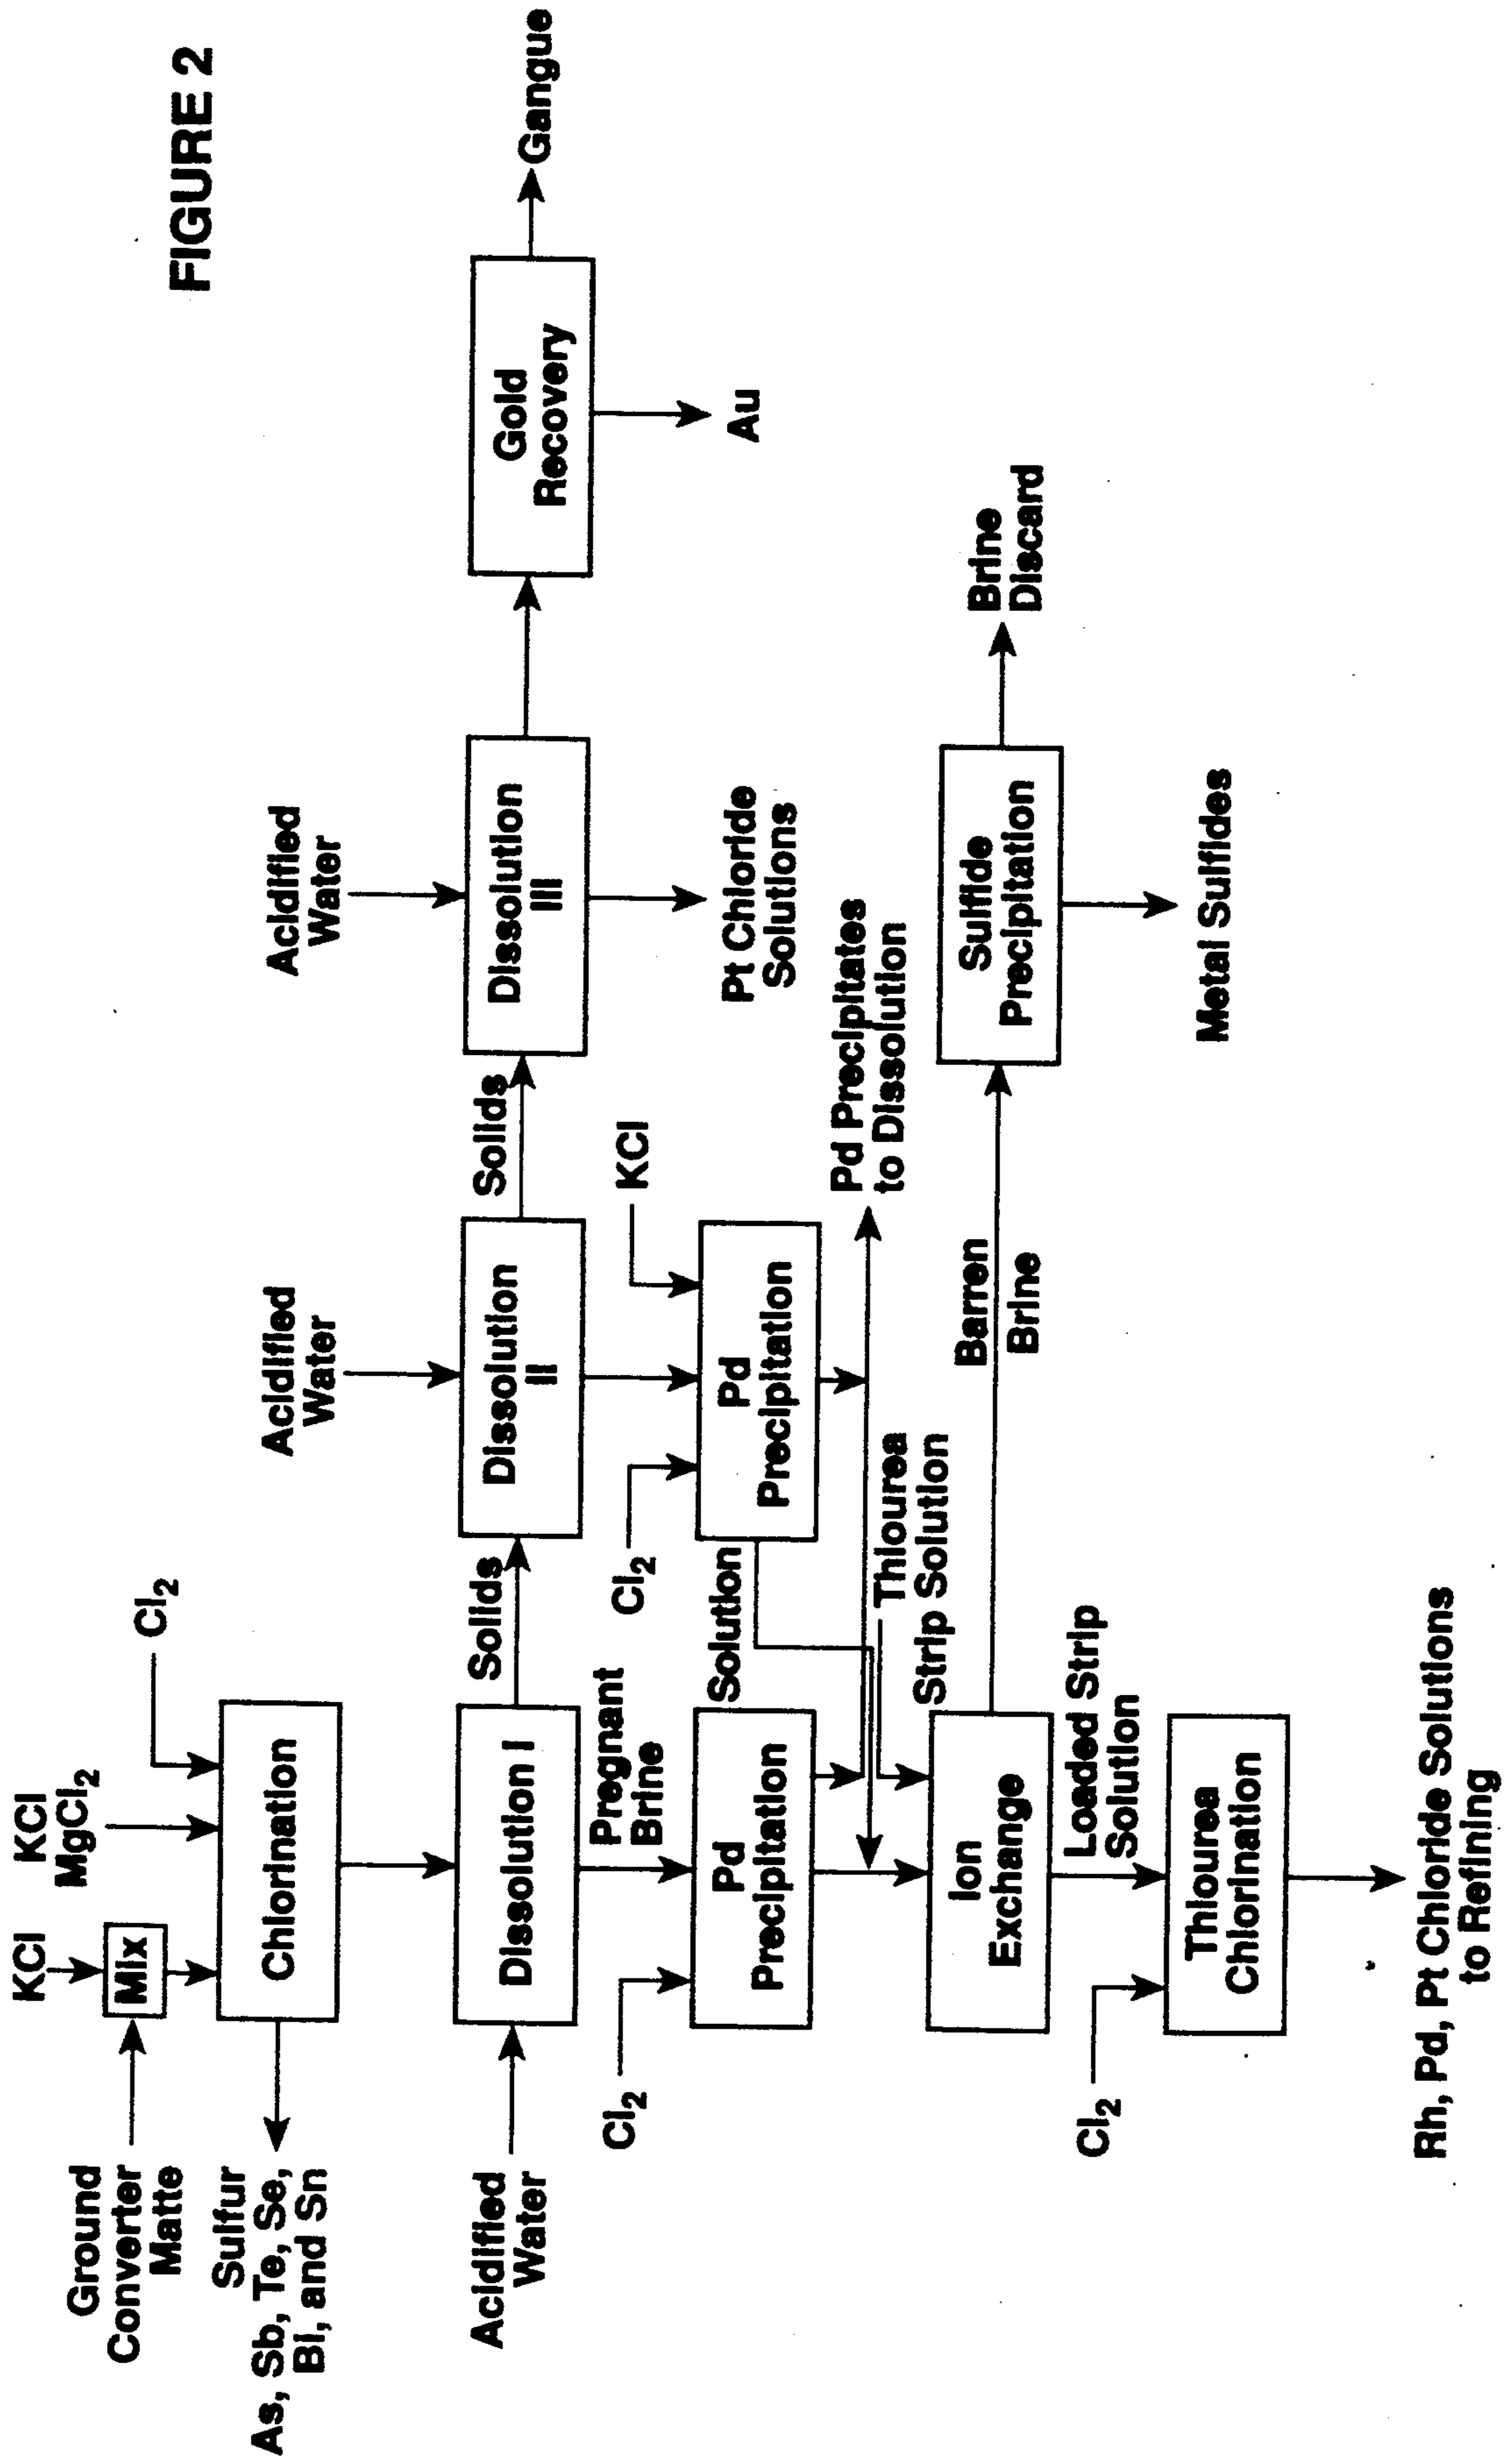 FIGURE 2
KCl
Mix
Ground
Converter
Matte
KCl
MgCl₂
Cl₂
Chlorination
Sulfur
As, Sb, Te, Se,
Bi, and Sn
Acidified
Water
Dissolution I
Solids
Acidified
Water
Dissolution
II
Solids
Acidified
Water
Dissolution
III
Pt Chloride
Solutions
Gold
Recovery
Gangue
Au
Pregnant
Brine
Cl₂
Pd
Precipitation
Solution
Cl₂
KCl
Pd
Precipitation
Pd Precipitates
to Dissolution
Thiourea
Strip Solution
Ion
Exchange
Barren
Brine
Sulfide
Precipitation
Brine
Discard
Metal Sulfides
Loaded Strip
Solution
Cl₂
Thiourea
Chlorination
Rh, Pd, Pt Chloride Solutions
to Refining